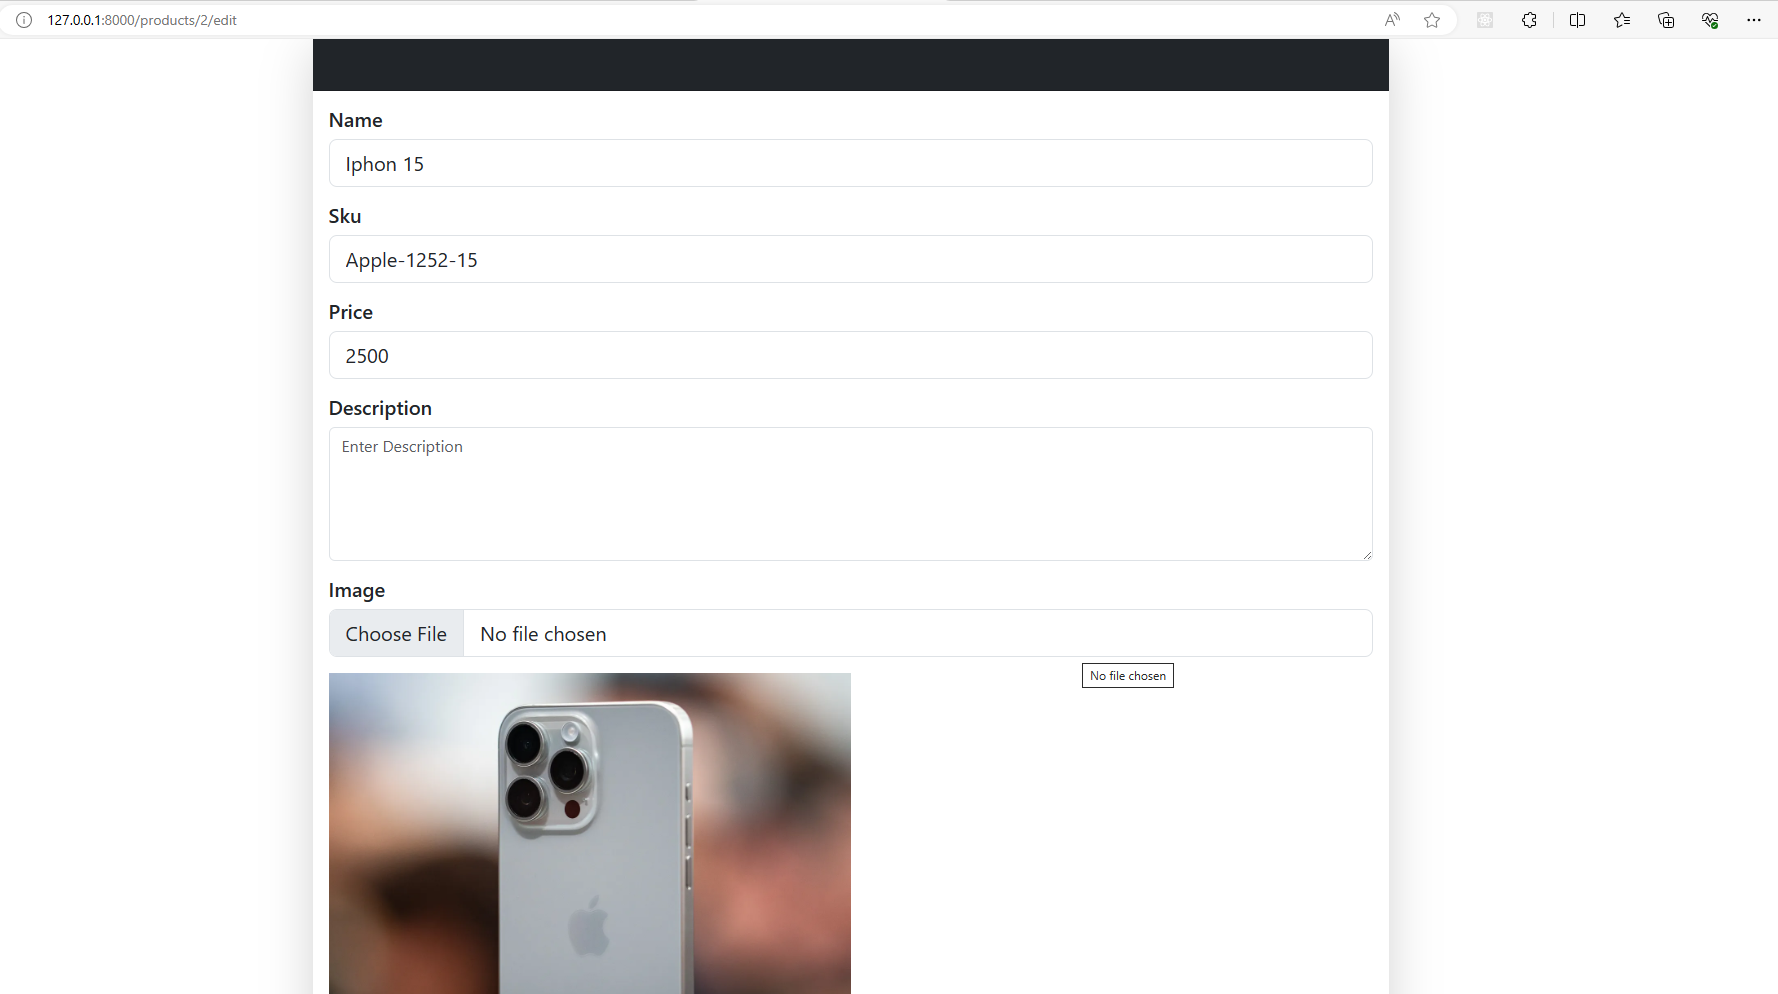 127.0.0.1:8000/products/2/edit
Name
Iphon 15
Sku
Apple-1252-15
Price
2500
Description
Enter Description
Image
Choose File No file chosen
No file chosen